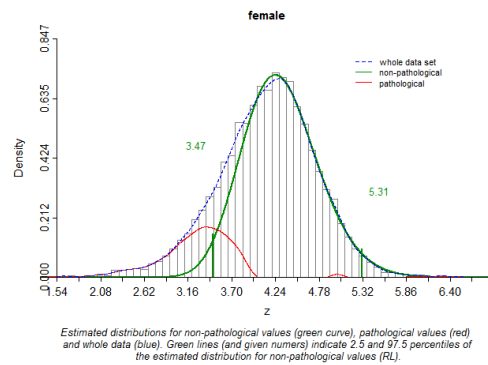 female
0.847
whole data set
non-pathological
pathological
0.635
3.47
Density
0.424
5.31
0.212
0.000
1.54 2.08 2.62 3.16 3.70 4.24 4.78 5.32 5.86 6.40
z
Estimated distributions for non-pathological values (green curve), pathological values (red)
and whole data (blue). Green lines (and given numers) indicate 2.5 and 97.5 percentiles of
the estimated distribution for non-pathological values (RL).